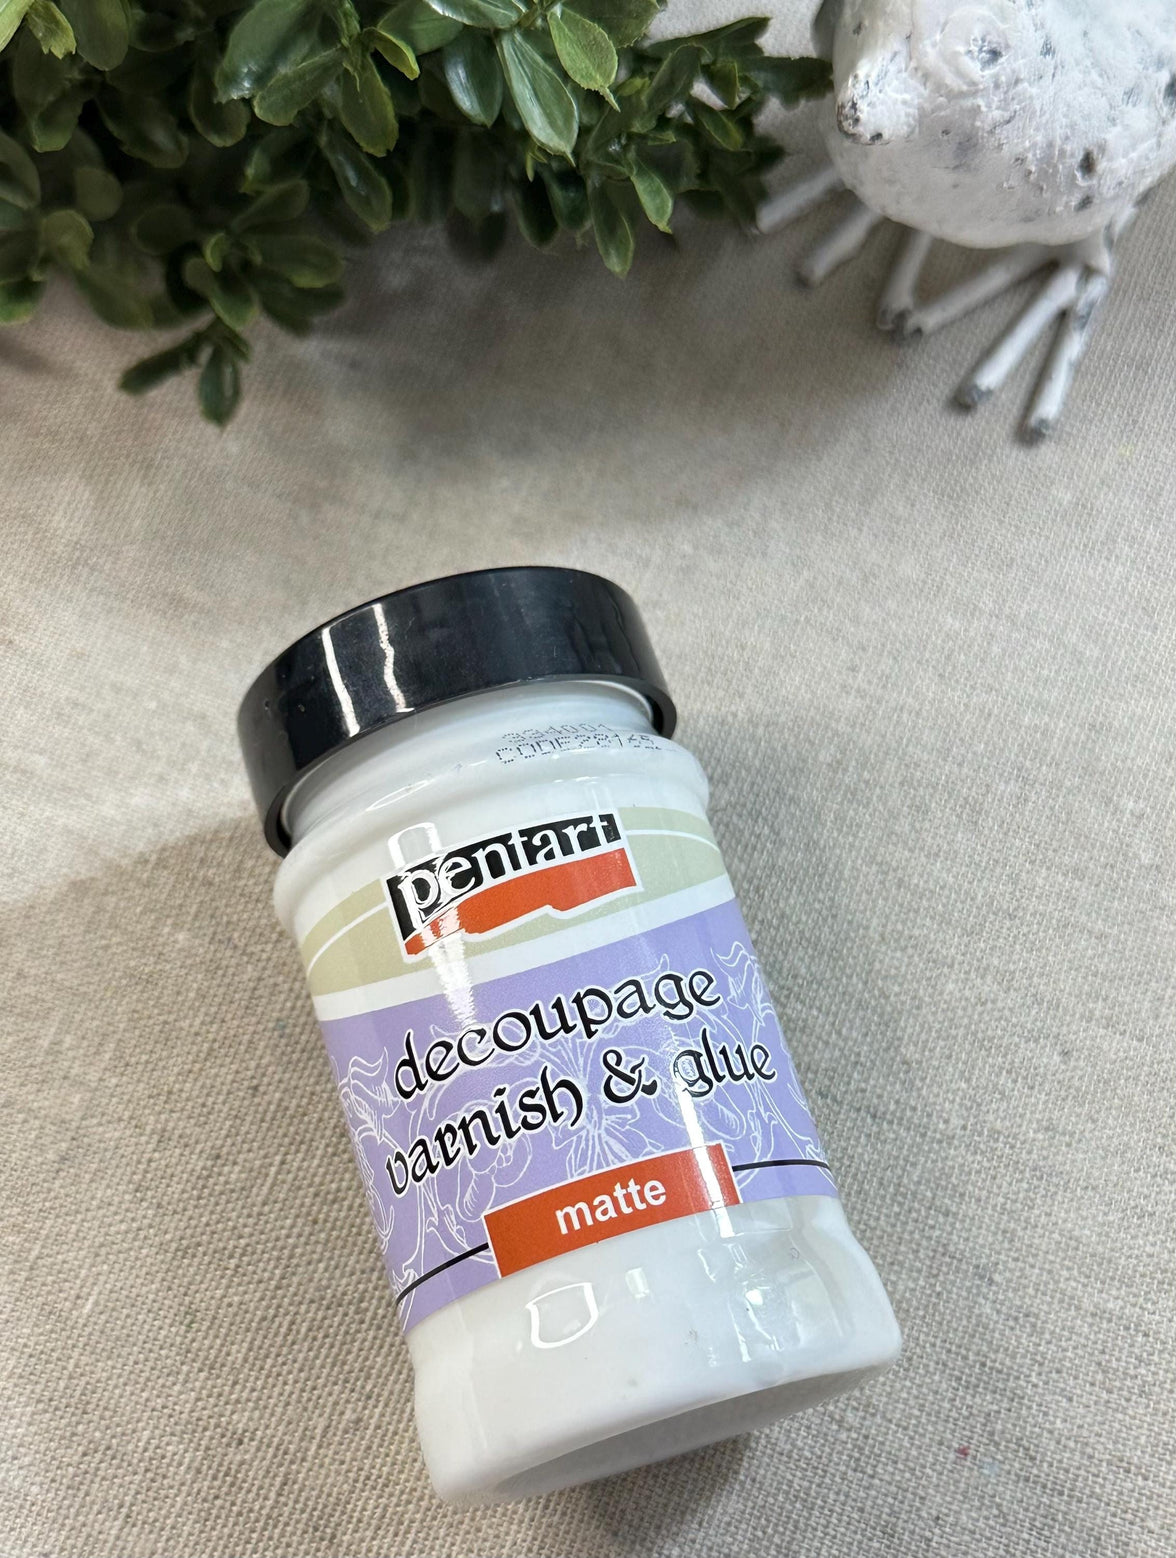 pentart
decoupage
varnish & glue
matte